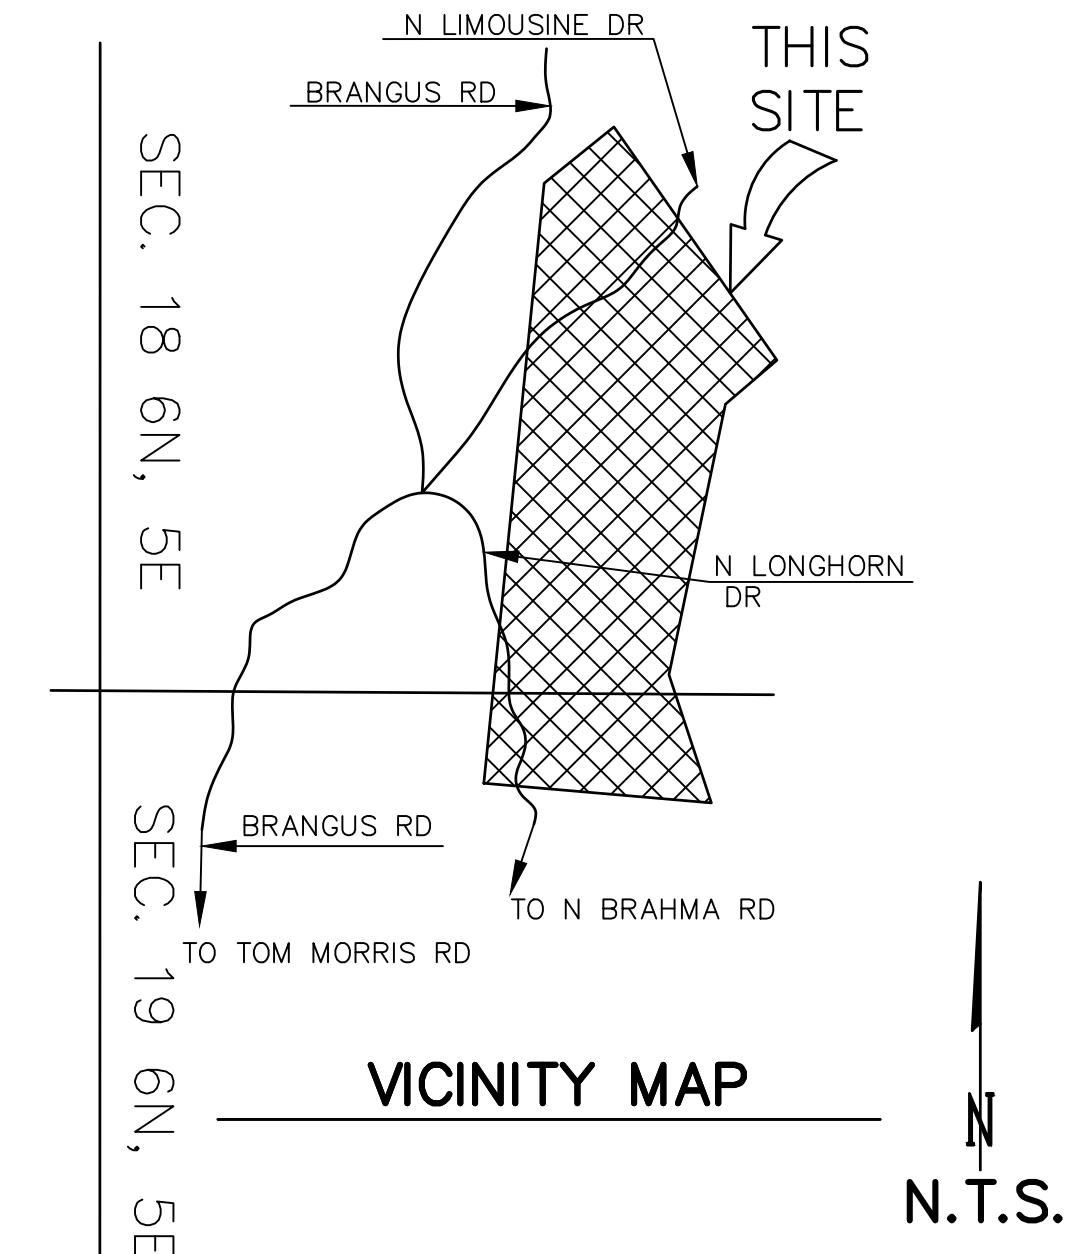 N LIMOUSINE DR
THIS
SITE
BRANGUS RD
SEC. 18 6N, 5E
N LONGHORN
DR
SEC. 19 6N, 5E
BRANGUS RD
TO N BRAHMA RD
TO TOM MORRIS RD
VICINITY MAP
N
N.T.S.